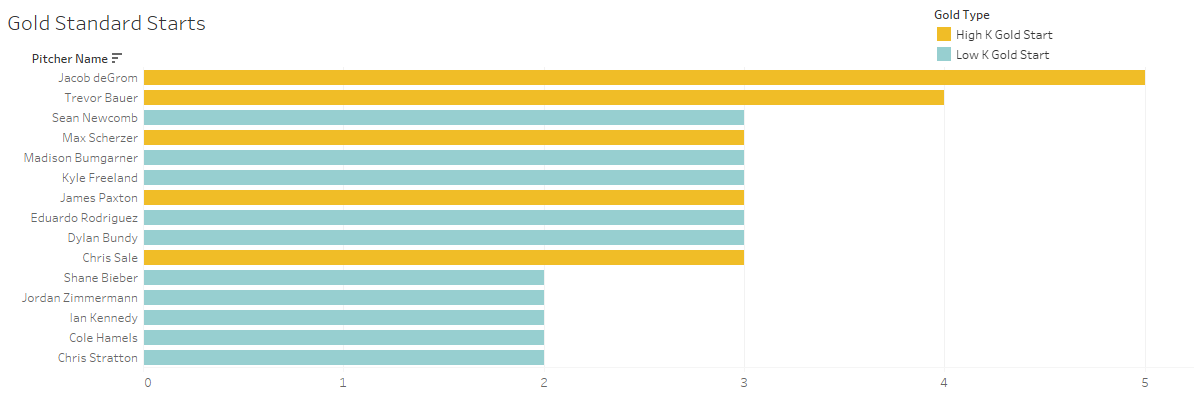 Gold Standard Starts
Gold Type
High K Gold Start
Low K Gold Start
Pitcher Name
Jacob deGrom
Trevor Bauer
Sean Newcomb
Max Scherzer
Madison Bumgarner
Kyle Freeland
James Paxton
Eduardo Rodriguez
Dylan Bundy
Chris Sale
Shane Bieber
Jordan Zimmermann
Ian Kennedy
Cole Hamels
Chris Stratton
0 1 2 3 4 5